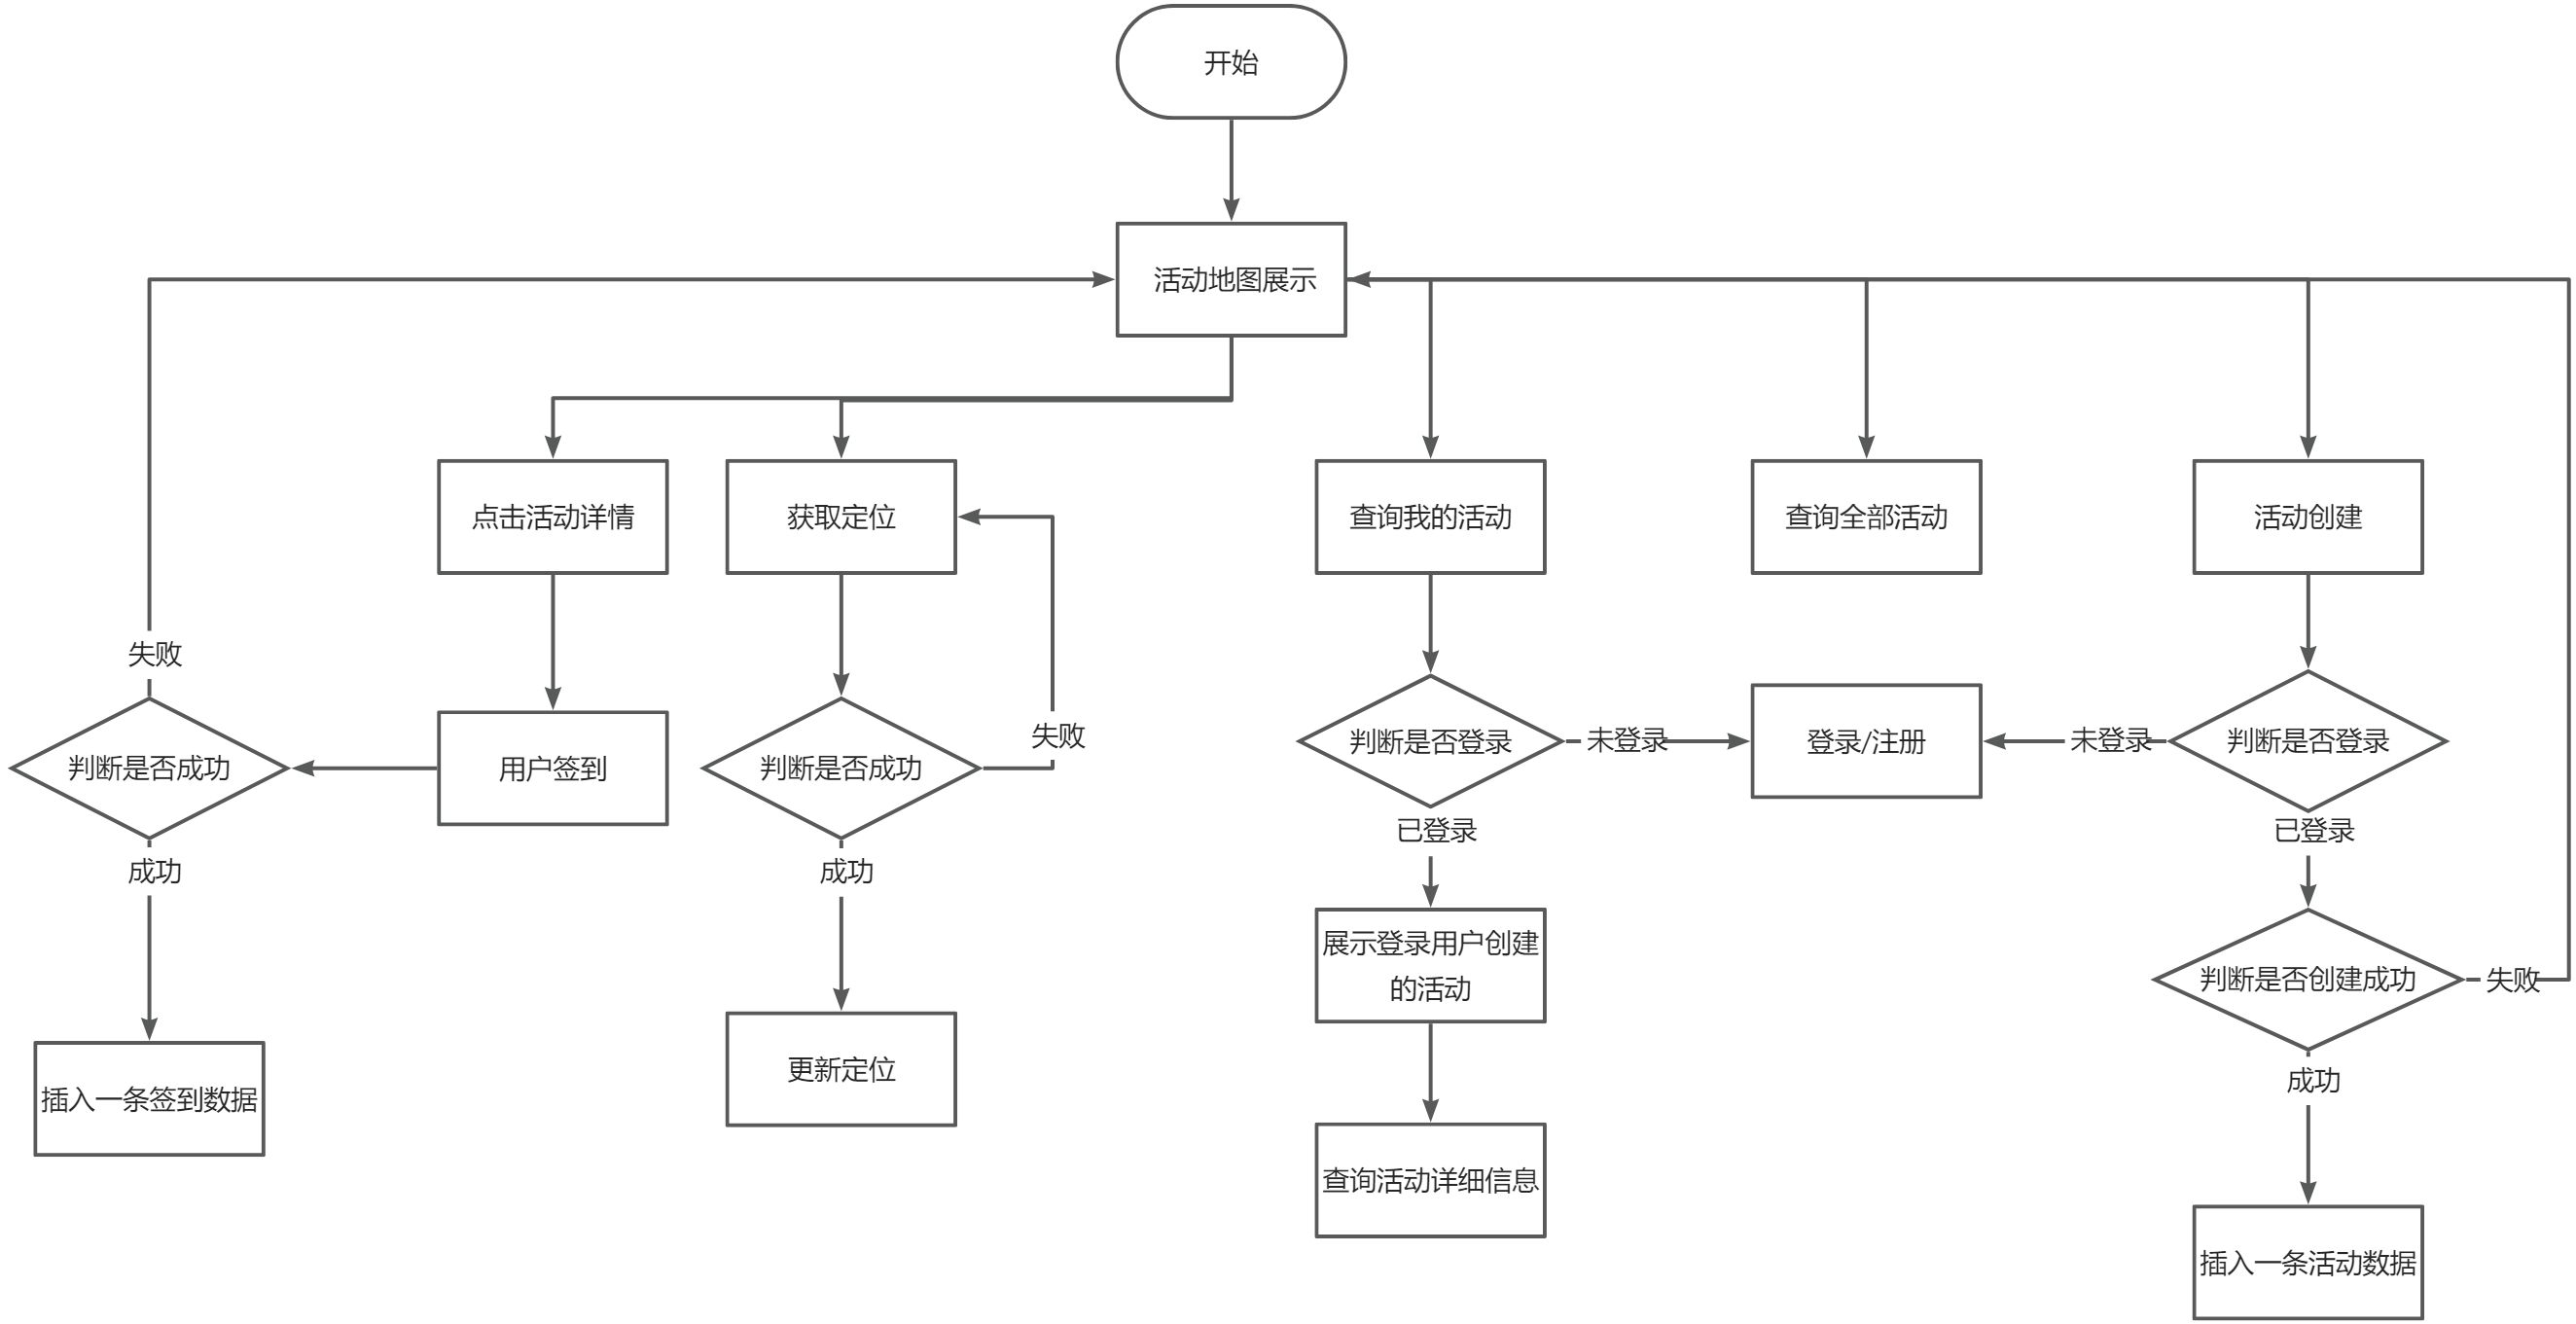 开始
活动地图展示
点击活动详情
获取定位
查询我的活动
查询全部活动
活动创建
失败
失败
判断是否成功
用户签到
判断是否成功
判断是否登录
未登录
登录/注册
未登录
判断是否登录
成功
成功
已登录
已登录
展示登录用户创建
的活动
判断是否创建成功
失败
插入一条签到数据
更新定位
成功
查询活动详细信息
插入一条活动数据